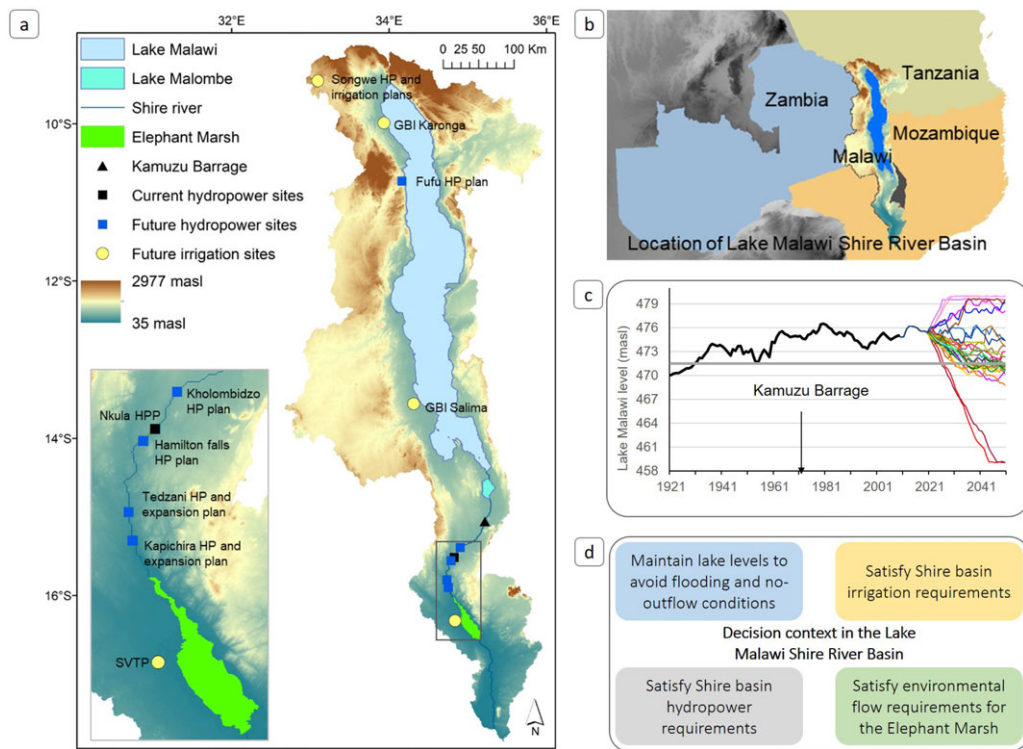 a
32°E
34°E
36°E
Lake Malawi
Lake Malombe
Shire river
Elephant Marsh
Kamuzu Barrage
Current hydropower sites
Future hydropower sites
Future irrigation sites
2977 masl
35 masl
0 25 50 100 Km
10°S
12°S
14°S
16°S
Songwe HP and
irrigation plans
GBI Karonga
Fufu HP plan
GBI Salima
Kholombidzo
HP plan
Nkula HPP
Hamilton falls
HP plan
Tedzani HP and
expansion plan
Kapichira HP and
expansion plan
SVTP
N
b
Tanzania
Zambia
Mozambique
Malawi
Location of Lake Malawi Shire River Basin
c
Lake Malawi level (masl)
479
476
473
470
467
464
461
458
Kamuzu Barrage
1921 1941 1961 1981 2001 2021 2041
d
Maintain lake levels to
avoid flooding and no-
outflow conditions
Satisfy Shire basin
irrigation requirements
Decision context in the Lake
Malawi Shire River Basin
Satisfy Shire basin
hydropower
requirements
Satisfy environmental
flow requirements for
the Elephant Marsh